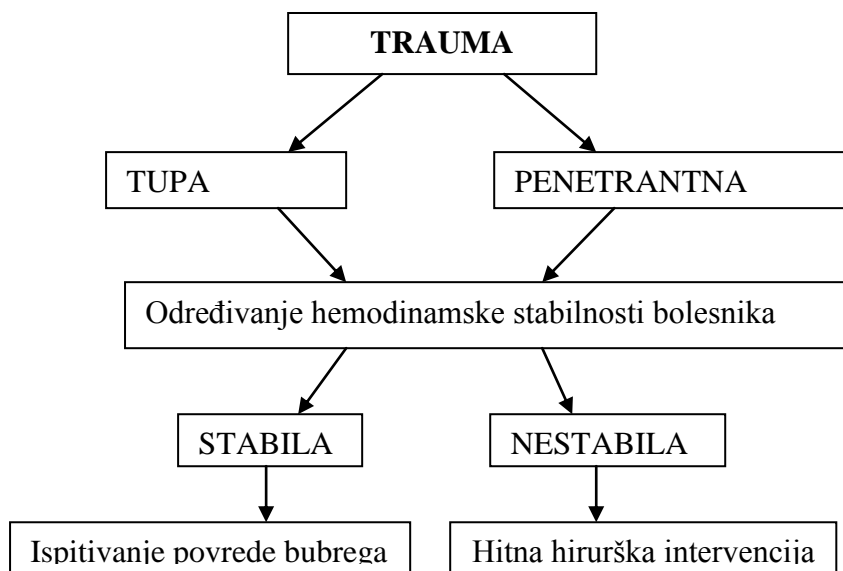 TRAUMA
TUPA
PENETRANTNA
Određivanje hemodinamske stabilnosti bolesnika
STABILA
NESTABILA
Ispitivanje povrede bubrega
Hitna hirurška intervencija